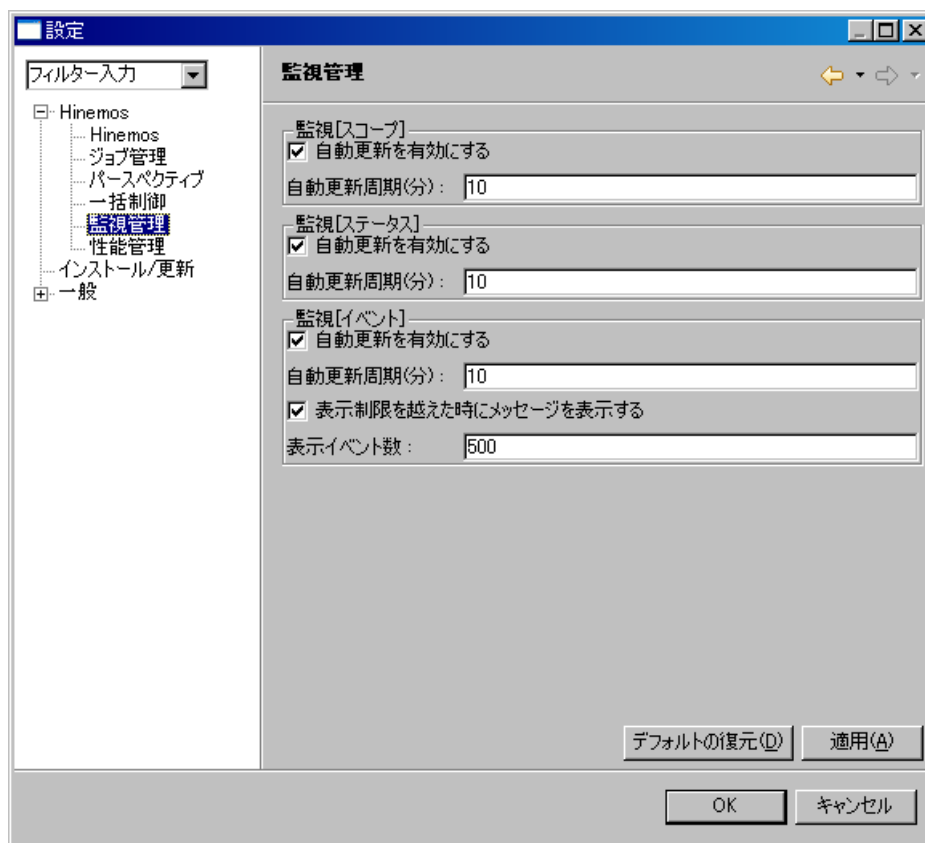 設定
フィルター入力
Hinemos
Hinemos
ジョブ管理
パースペクティブ
一括制御
監視管理
性能管理
インストール/更新
一般
監視管理
監視[スコープ]
自動更新を有効にする
自動更新周期(分)： 10
監視[ステータス]
自動更新を有効にする
自動更新周期(分)： 10
監視[イベント]
自動更新を有効にする
自動更新周期(分)： 10
表示制限を越えた時にメッセージを表示する
表示イベント数： 500
デフォルトの復元(D) 適用(A)
OK キャンセル